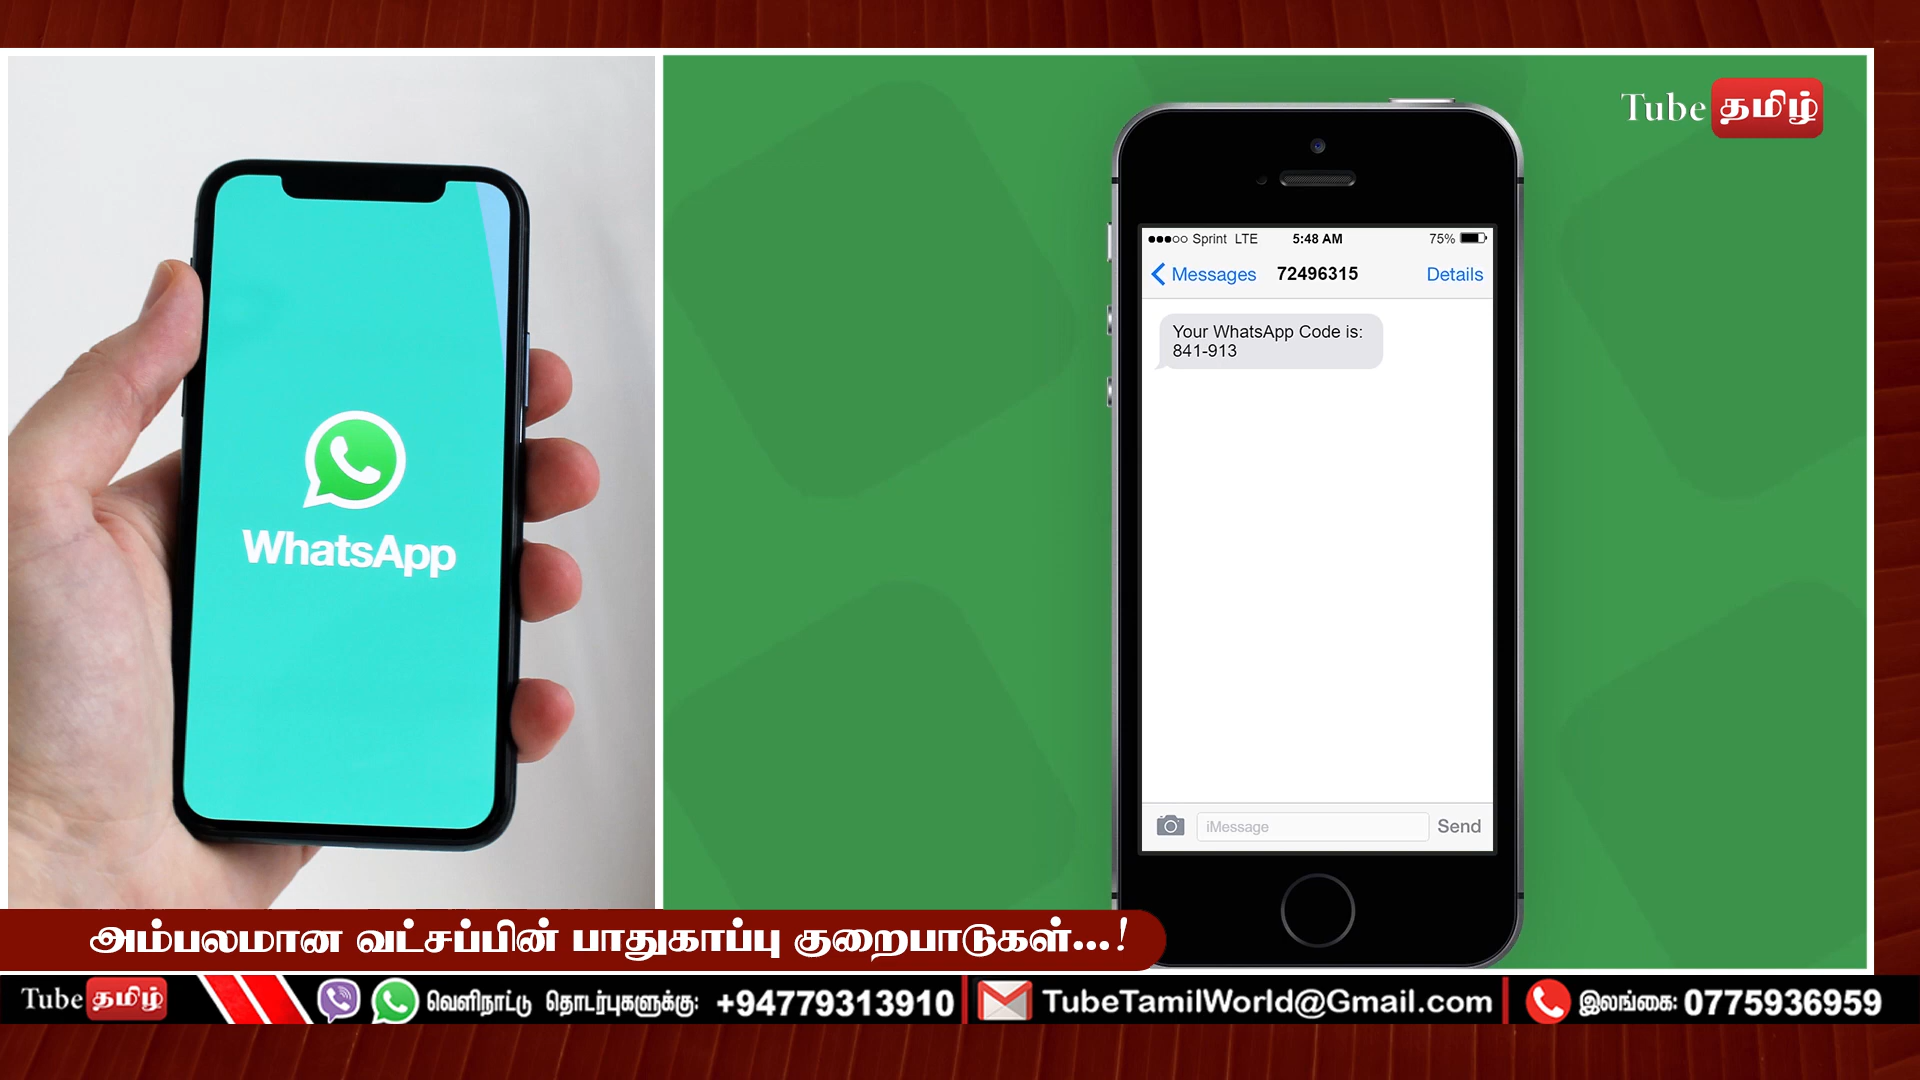 Tube தமிழ்
WhatsApp
Sprint LTE 5:48 AM 75%
Messages 72496315 Details
Your WhatsApp Code is:
841-913
iMessage Send
அம்பலமான வட்சப்பின் பாதுகாப்பு குறைபாடுகள்...!
Tube தமிழ் வெளிநாட்டு தொடர்புகளுக்கு: +94779313910 TubeTamilWorld@Gmail.com இலங்கை: 0775936959